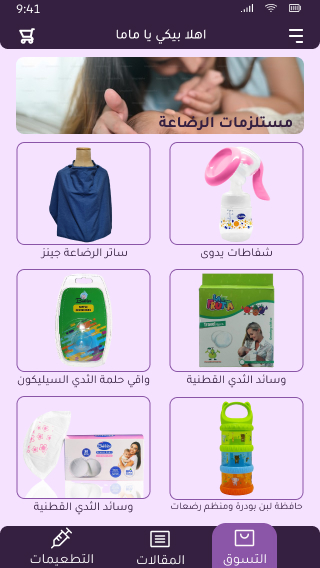 9:41
اهلا بيكي يا ماما
مستلزمات الرضاعة
شفاطات يدوى
ساتر الرضاعة جينز
وسائد الثدي القطنية
واقي حلمة الثدي السيليكون
حافظة لبن بودرة ومنظم رضعات
وسائد الثدي القطنية
التسوق
المقالات
التطعيمات